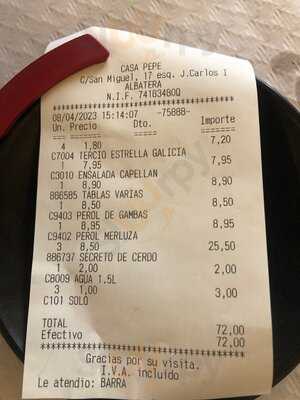 CASA PEPE
C/San Miguel, 17 esq. J.Carlos I
ALBATERA
N.I.F. 74163480Q
****************************************
08/04/2023 15:14:07 -75888-
Un. Precio Dto. Importe
=== ====== ==== =======
4 1,80 7,20
C7004 TERCIO ESTRELLA GALICIA
1 7,95 7,95
C3010 ENSALADA CAPELLAN
1 8,90 8,90
886585 TABLAS VARIAS
1 8,50 8,50
C9403 PEROL DE GAMBAS
1 8,95 8,95
C9402 PEROL MERLUZA
3 8,50 25,50
886737 SECRETO DE CERDO
1 2,00 2,00
C8009 AGUA 1.5L
3 1,00 3,00
C101 SOLO
TOTAL 72,00
Efectivo 72,00
****************************************
Gracias por su visita.
I.V.A. incluido
Le atendio: BARRA